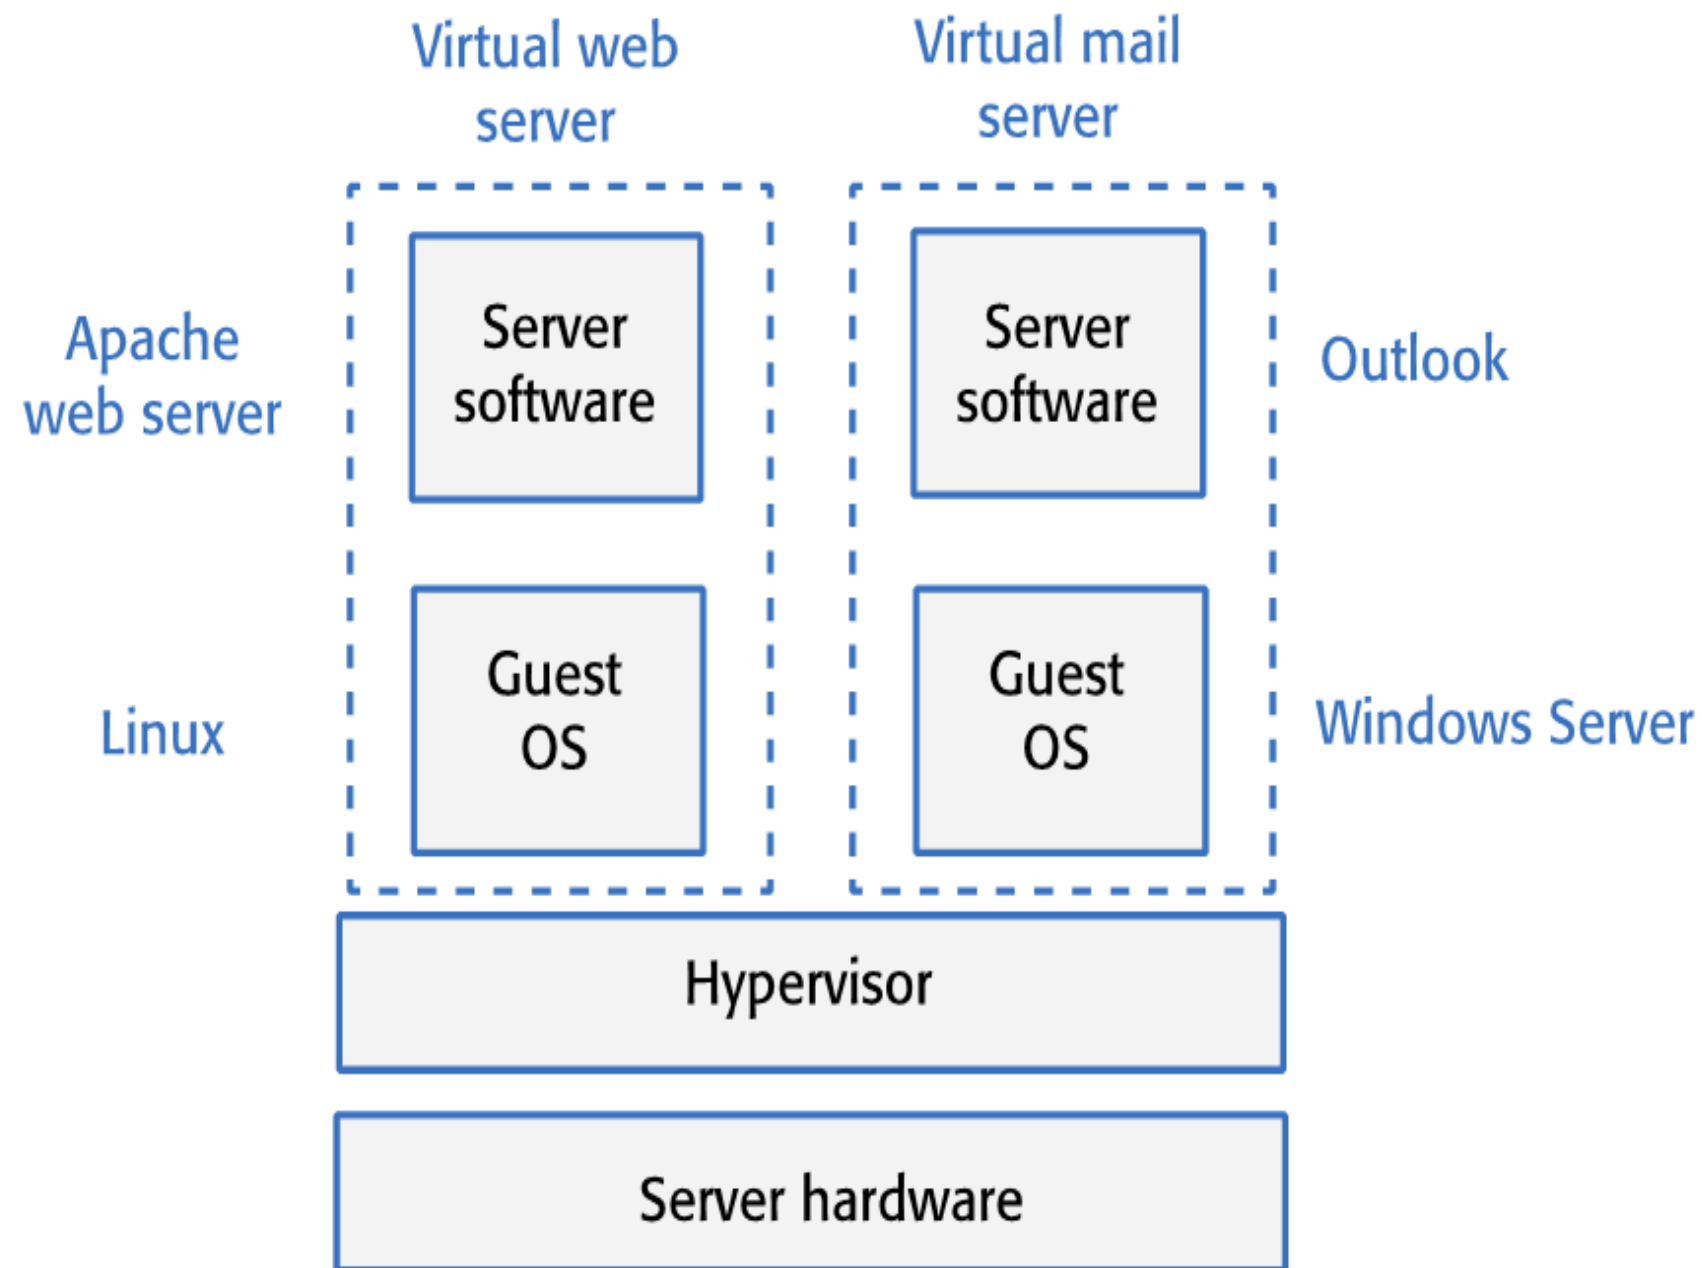 Virtual web
server
Virtual mail
server
Apache
web server
Server
software
Server
software
Outlook
Linux
Guest
OS
Guest
OS
Windows Server
Hypervisor
Server hardware